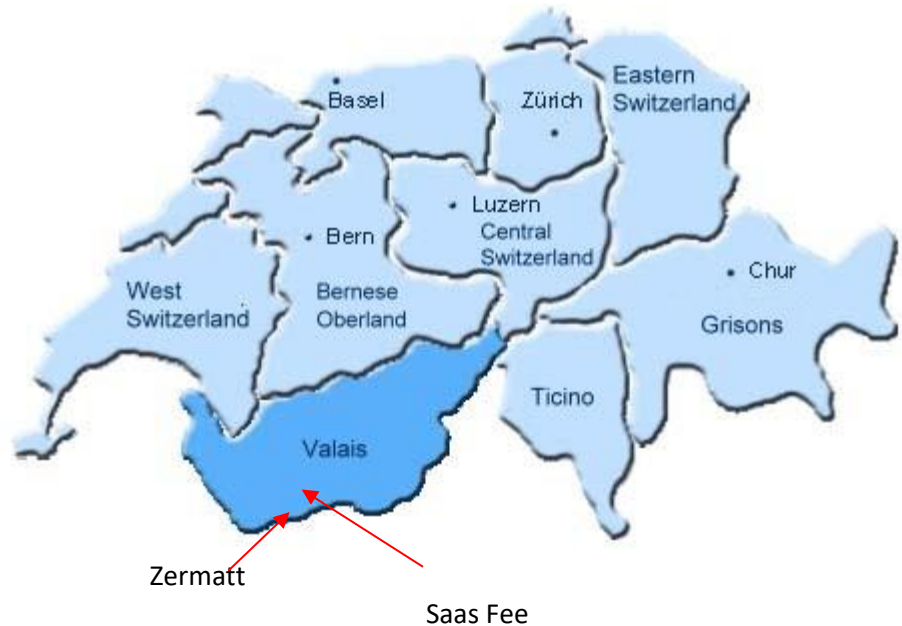 Basel
Zürich
Eastern
Switzerland
Luzern
Central
Switzerland
Bern
Chur
West
Switzerland
Bernese
Oberland
Grisons
Ticino
Valais
Zermatt
Saas Fee